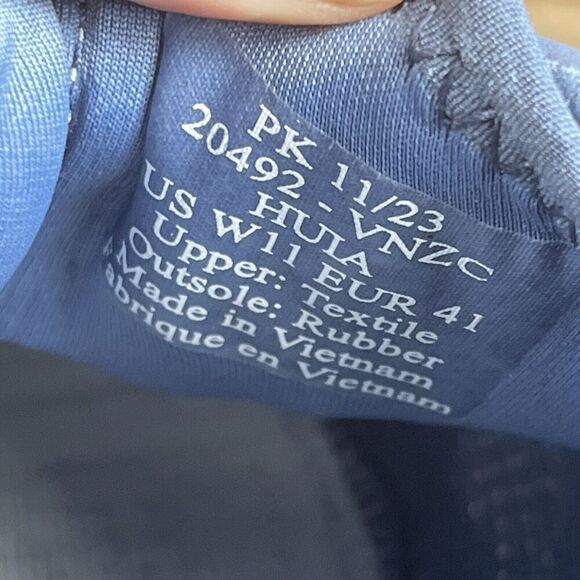 PK 11/23
20492 - VNZC
HUIA
US W11 EUR 41
Upper: Textile
Outsole: Rubber
Made in Vietnam
Fabrique en Vietnam